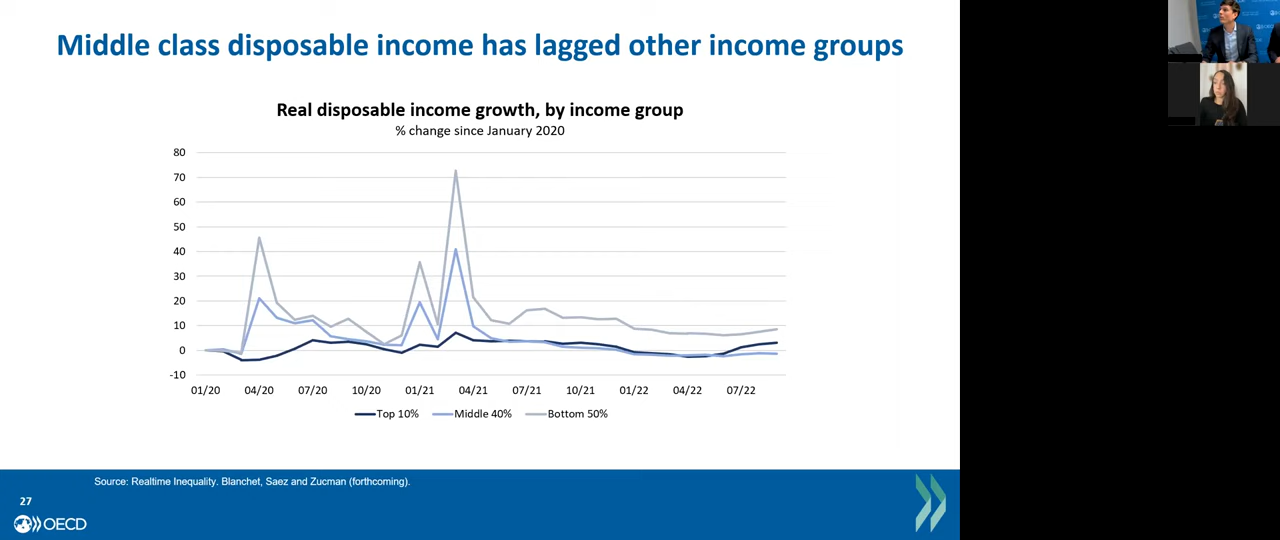 Middle class disposable income has lagged other income groups
Real disposable income growth, by income group
% change since January 2020
80
70
60
50
40
30
20
10
0
-10
01/20 04/20 07/20 10/20 01/21 04/21 07/21 10/21 01/22 04/22 07/22
Top 10% Middle 40% Bottom 50%
Source: Realtime Inequality. Blanchet, Saez and Zucman (forthcoming).
27
OECD